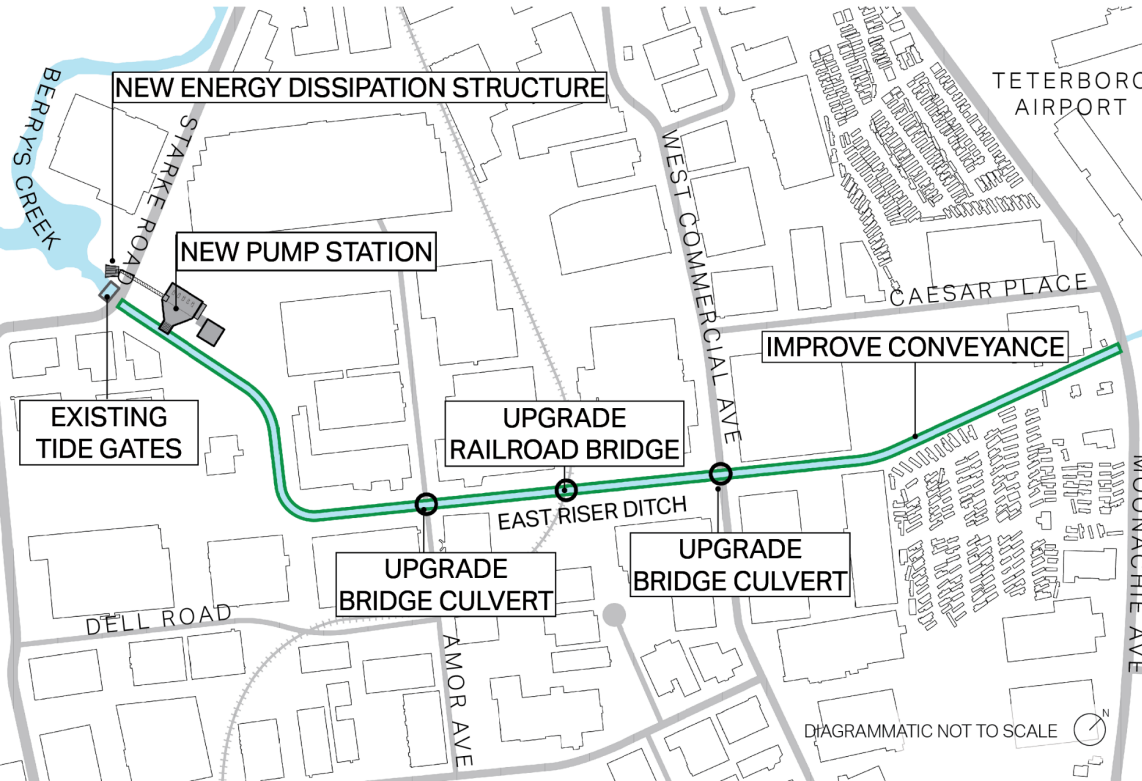 BERRY'S CREEK
NEW ENERGY DISSIPATION STRUCTURE
STARKE ROAD
TETERBORO
AIRPORT
WEST COMMERCIAL AVE
NEW PUMP STATION
CAESAR PLACE
IMPROVE CONVEYANCE
EXISTING
TIDE GATES
UPGRADE
RAILROAD BRIDGE
EAST RISER DITCH
MOONACHIE AVE
UPGRADE
BRIDGE CULVERT
UPGRADE
BRIDGE CULVERT
DELL ROAD
AMOR AVE
DIAGRAMMATIC NOT TO SCALE
N